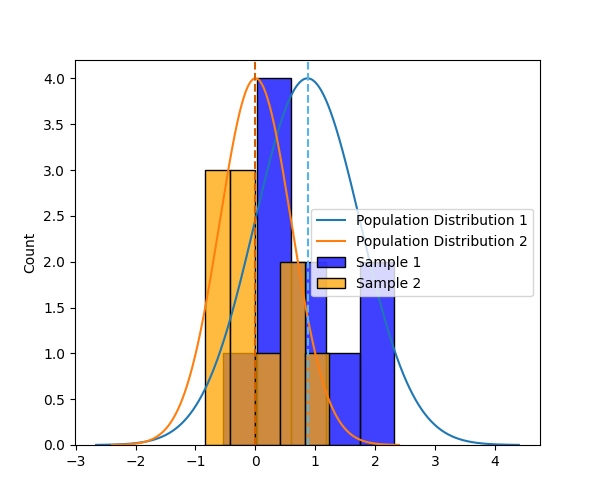 4.0
3.5
3.0
2.5
2.0
1.5
1.0
0.5
0.0
Count
Population Distribution 1
Population Distribution 2
Sample 1
Sample 2
−3 −2 −1 0 1 2 3 4